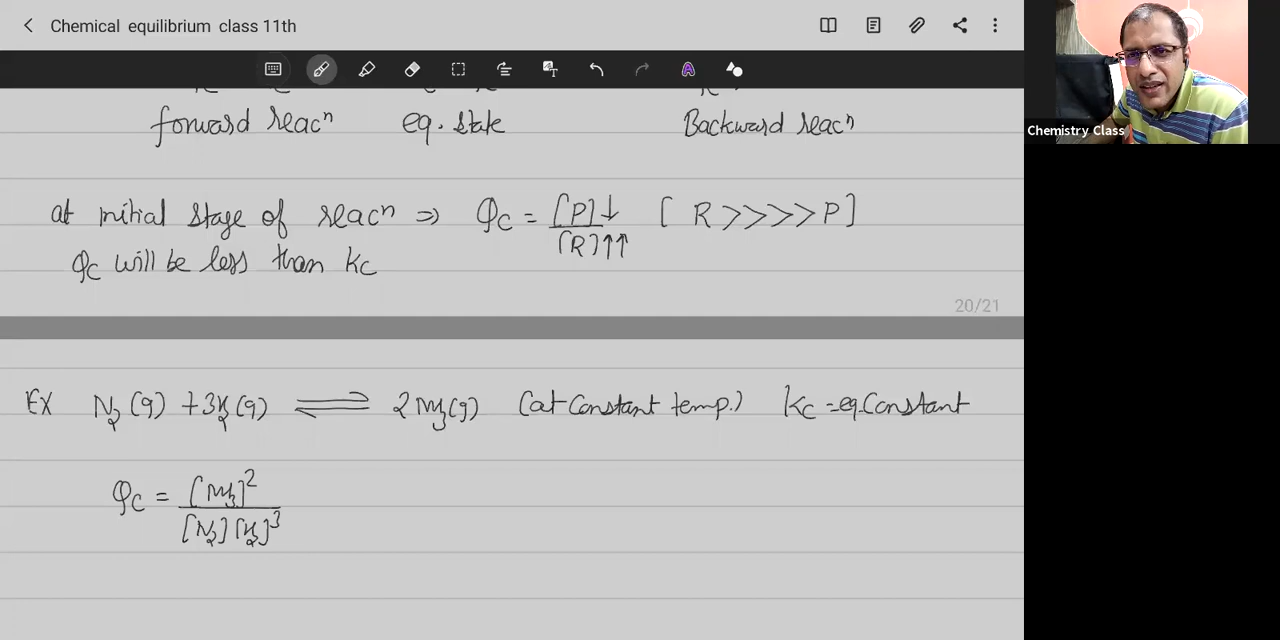 Chemical equilibrium class 11th
forward reacⁿ eq. state Backward reacⁿ
Chemistry Class
at initial stage of reacⁿ ⇒ Qc = [P]↓ / [R]↑↑ [ R >>>> P ]
Qc will be less than Kc
20/21
EX N₂(g) + 3H₂(g) ⇌ 2NH₃(g) (at Constant temp.) Kc = eq. Constant
Qc = [NH₃]² / [N₂][H₂]³